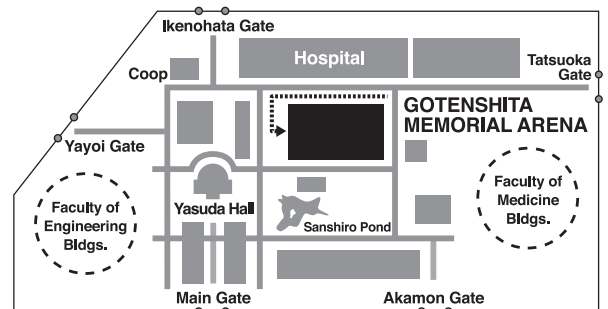 Ikenohata Gate
Hospital
Coop
Tatsuoka
Gate
GOTENSHITA
MEMORIAL ARENA
Yayoi Gate
Faculty of
Engineering
Bldgs.
Yasuda Hall
Sanshiro Pond
Faculty of
Medicine
Bldgs.
Main Gate
Akamon Gate